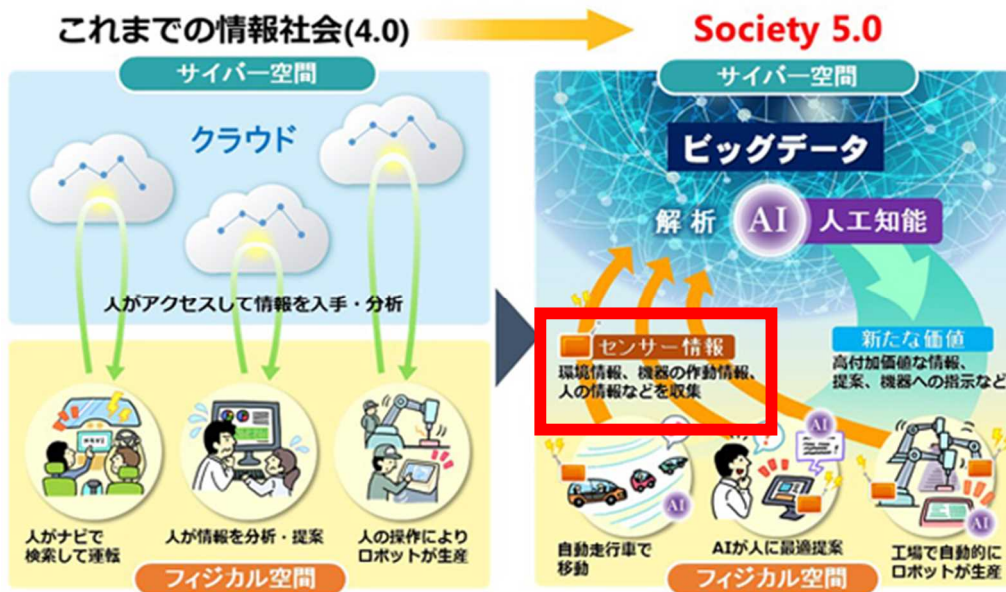 これまでの情報社会(4.0)
サイバー空間
クラウド
人がアクセスして情報を入手・分析
NAVI
人がナビで
検索して運転
人が情報を分析・提案
人の操作により
ロボットが生産
フィジカル空間
Society 5.0
サイバー空間
ビッグデータ
解析 AI 人工知能
センサー情報
環境情報、機器の作動情報、
人の情報などを収集
新たな価値
高付加価値な情報、
提案、機器への指示など
AI
自動走行車で
移動
? !
AI
AIが人に最適提案
AI
工場で自動的に
ロボットが生産
フィジカル空間